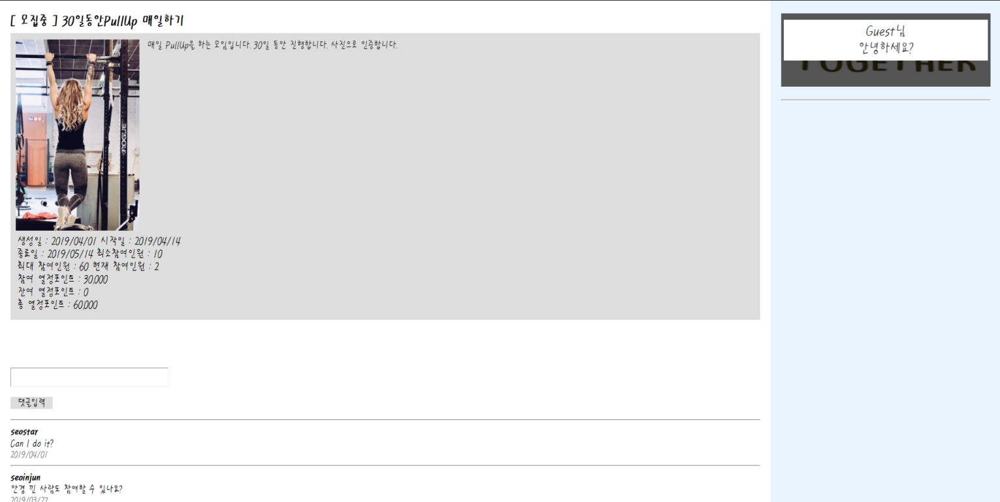 [ 모집중 ] 30일동안PullUp 매일하기
매일 PullUp을 하는 모임입니다. 30일 동안 진행합니다. 사진으로 인증합니다.
ROGUE
생성일 : 2019/04/01 시작일 : 2019/04/14
종료일 : 2019/05/14 최소참여인원 : 10
최대 참여인원 : 60 현재 참여인원 : 2
참여 열정포인트 : 30,000
잔여 열정포인트 : 0
총 열정포인트 : 60,000
댓글입력
seostar
Can I do it?
2019/04/01
seoinjun
안경 낀 사람도 참여할 수 있나요?
2019/03/27
Guest님
안녕하세요?
TOGETHER